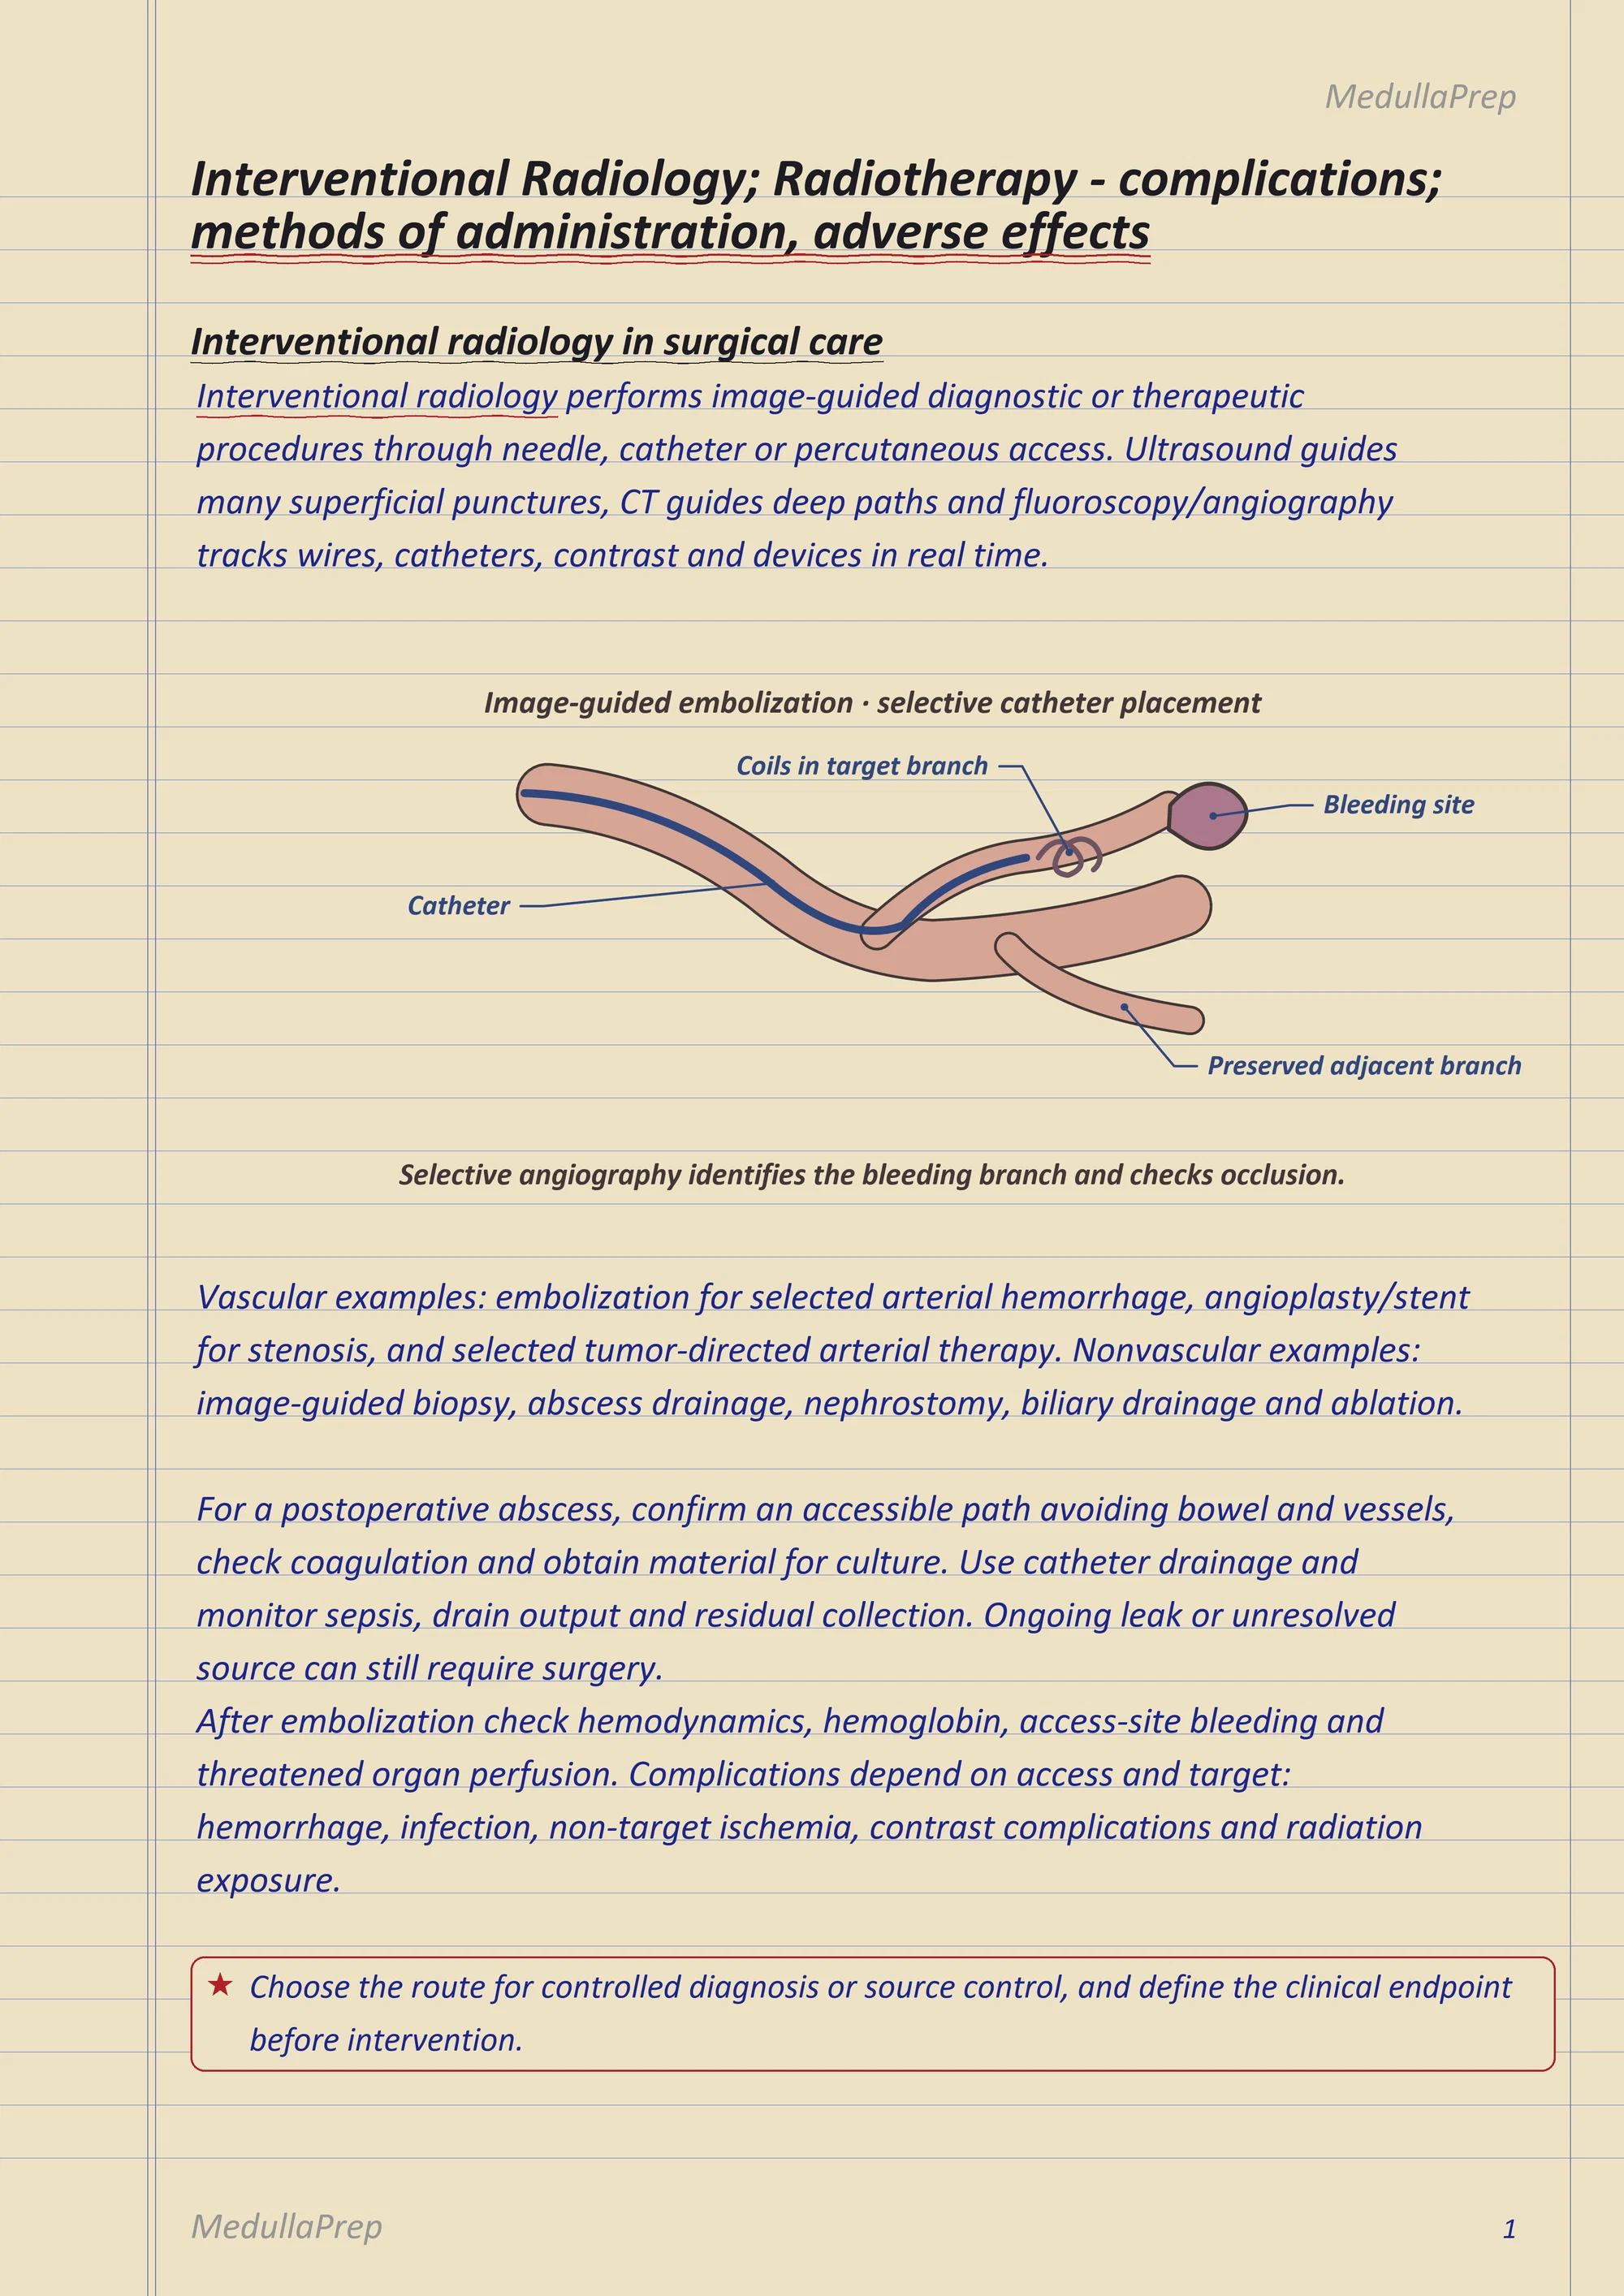 MedullaPrep
Interventional Radiology; Radiotherapy - complications;
methods of administration, adverse effects
Interventional radiology in surgical care
Interventional radiology performs image-guided diagnostic or therapeutic
procedures through needle, catheter or percutaneous access. Ultrasound guides
many superficial punctures, CT guides deep paths and fluoroscopy/angiography
tracks wires, catheters, contrast and devices in real time.
Image-guided embolization · selective catheter placement
Coils in target branch
Bleeding site
Catheter
Preserved adjacent branch
Selective angiography identifies the bleeding branch and checks occlusion.
Vascular examples: embolization for selected arterial hemorrhage, angioplasty/stent
for stenosis, and selected tumor-directed arterial therapy. Nonvascular examples:
image-guided biopsy, abscess drainage, nephrostomy, biliary drainage and ablation.
For a postoperative abscess, confirm an accessible path avoiding bowel and vessels,
check coagulation and obtain material for culture. Use catheter drainage and
monitor sepsis, drain output and residual collection. Ongoing leak or unresolved
source can still require surgery.
After embolization check hemodynamics, hemoglobin, access-site bleeding and
threatened organ perfusion. Complications depend on access and target:
hemorrhage, infection, non-target ischemia, contrast complications and radiation
exposure.
★ Choose the route for controlled diagnosis or source control, and define the clinical endpoint
before intervention.
MedullaPrep
1